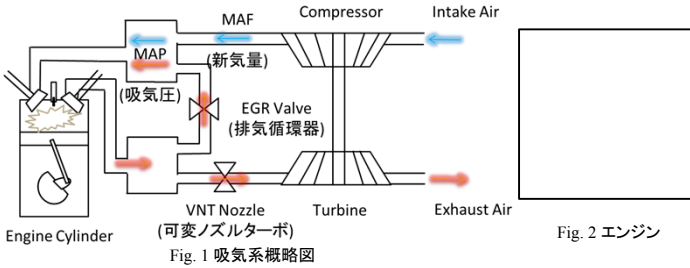 MAF
Compressor
Intake Air
MAP
(新気量)
(吸気圧)
EGR Valve
(排気循環器)
VNT Nozzle
Turbine
Exhaust Air
(可変ノズルターボ)
Engine Cylinder
Fig. 1 吸気系概略図
Fig. 2 エンジン